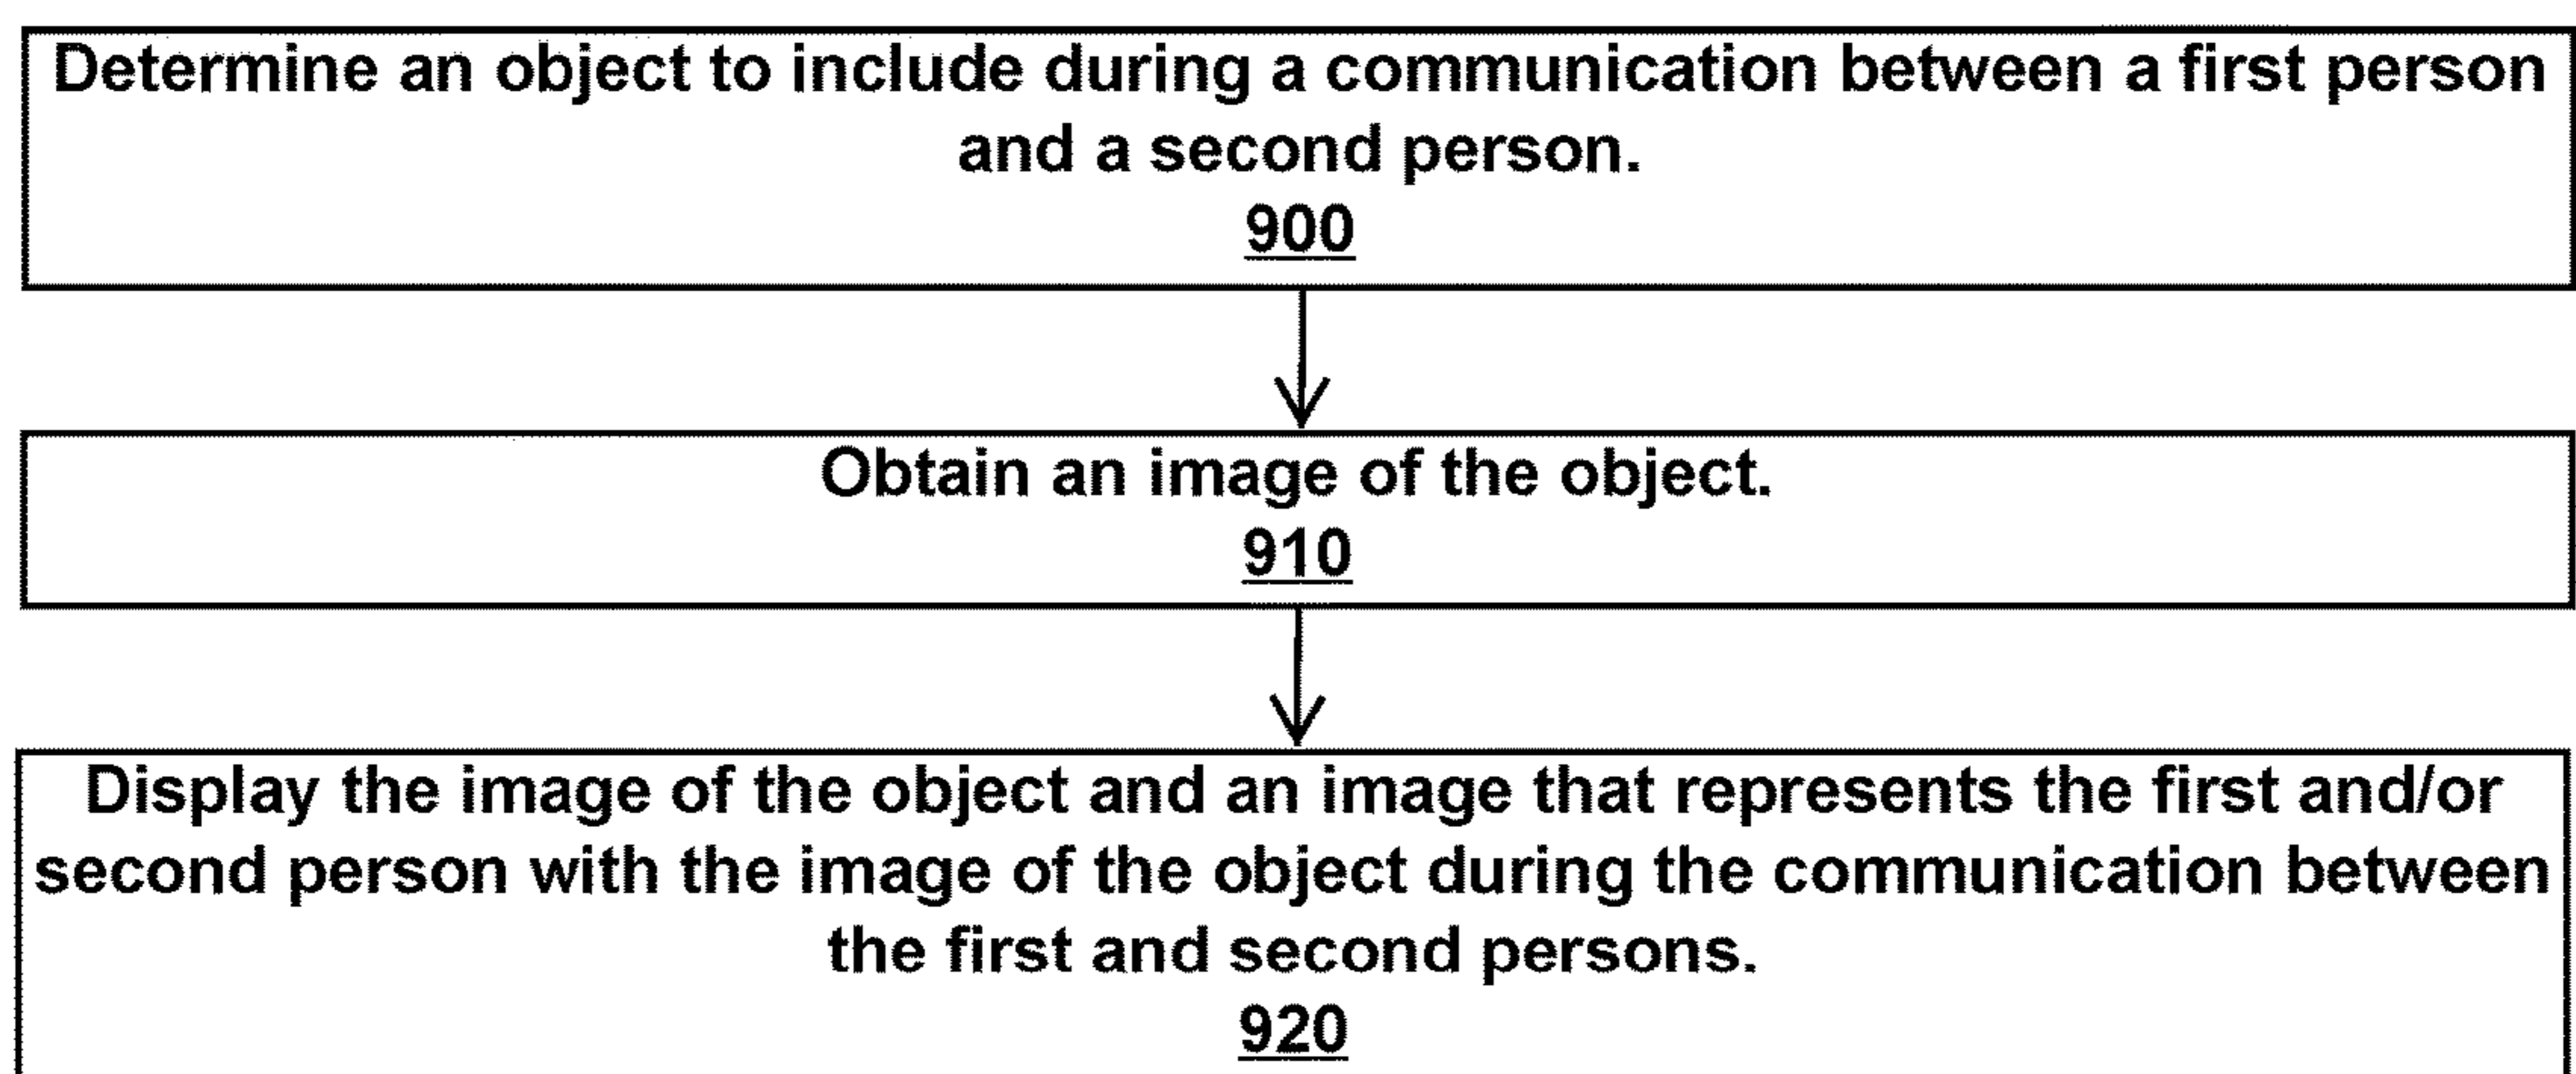 Determine an object to include during a communication between a first person
and a second person.
900
Obtain an image of the object.
910
Display the image of the object and an image that represents the first and/or
second person with the image of the object during the communication between
the first and second persons.
920